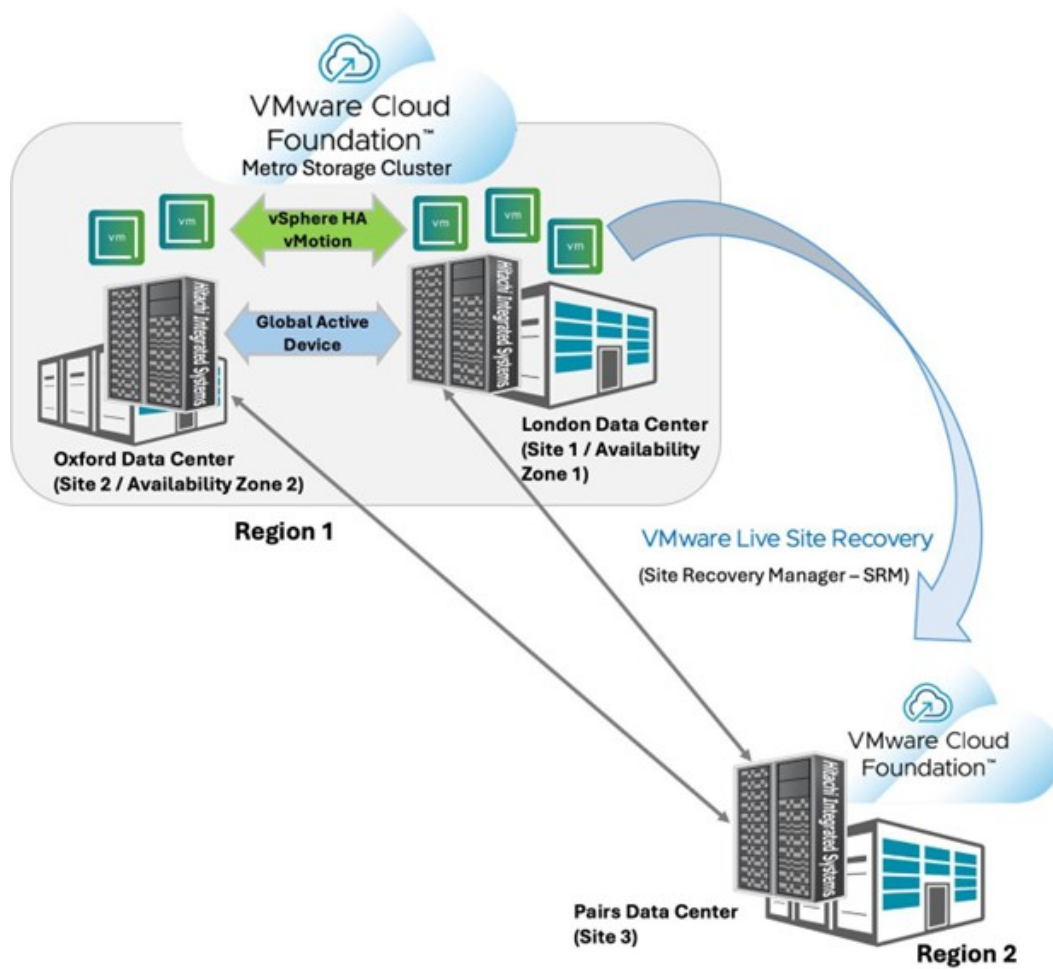 VMware Cloud
Foundation™
Metro Storage Cluster
vm
vm
vSphere HA
vMotion
vm
vm
vm
Hitachi Integrated Systems
Global Active
Device
Hitachi Integrated Systems
Oxford Data Center
(Site 2 / Availability Zone 2)
London Data Center
(Site 1 / Availability
Zone 1)
Region 1
VMware Live Site Recovery
(Site Recovery Manager – SRM)
VMware Cloud
Foundation™
Hitachi Integrated Systems
Pairs Data Center
(Site 3)
Region 2